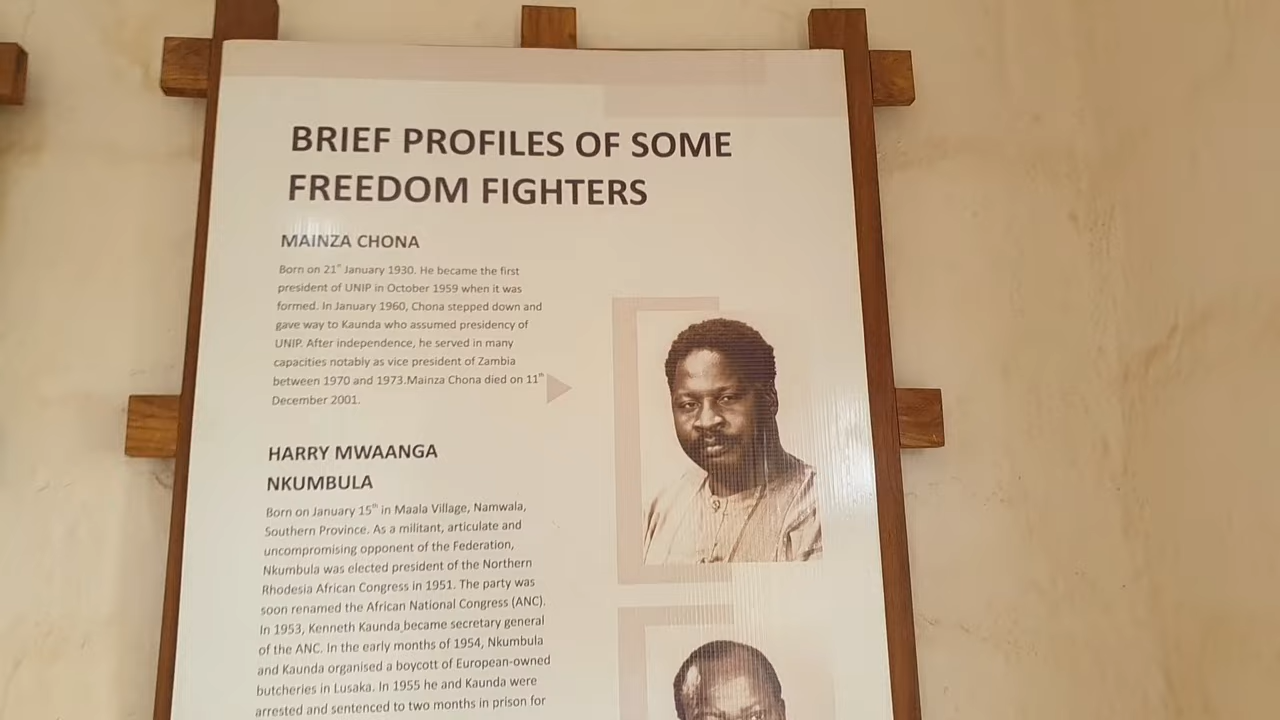 BRIEF PROFILES OF SOME
FREEDOM FIGHTERS
MAINZA CHONA
Born on 21st January 1930. He became the first
president of UNIP in October 1959 when it was
formed. In January 1960, Chona stepped down and
gave way to Kaunda who assumed presidency of
UNIP. After independence, he served in many
capacities notably as vice president of Zambia
between 1970 and 1973.Mainza Chona died on 11th
December 2001.
HARRY MWAANGA
NKUMBULA
Born on January 15th in Maala Village, Namwala,
Southern Province. As a militant, articulate and
uncompromising opponent of the Federation,
Nkumbula was elected president of the Northern
Rhodesia African Congress in 1951. The party was
soon renamed the African National Congress (ANC).
In 1953, Kenneth Kaunda became secretary general
of the ANC. In the early months of 1954, Nkumbula
and Kaunda organised a boycott of European-owned
butcheries in Lusaka. In 1955 he and Kaunda were
arrested and sentenced to two months in prison for